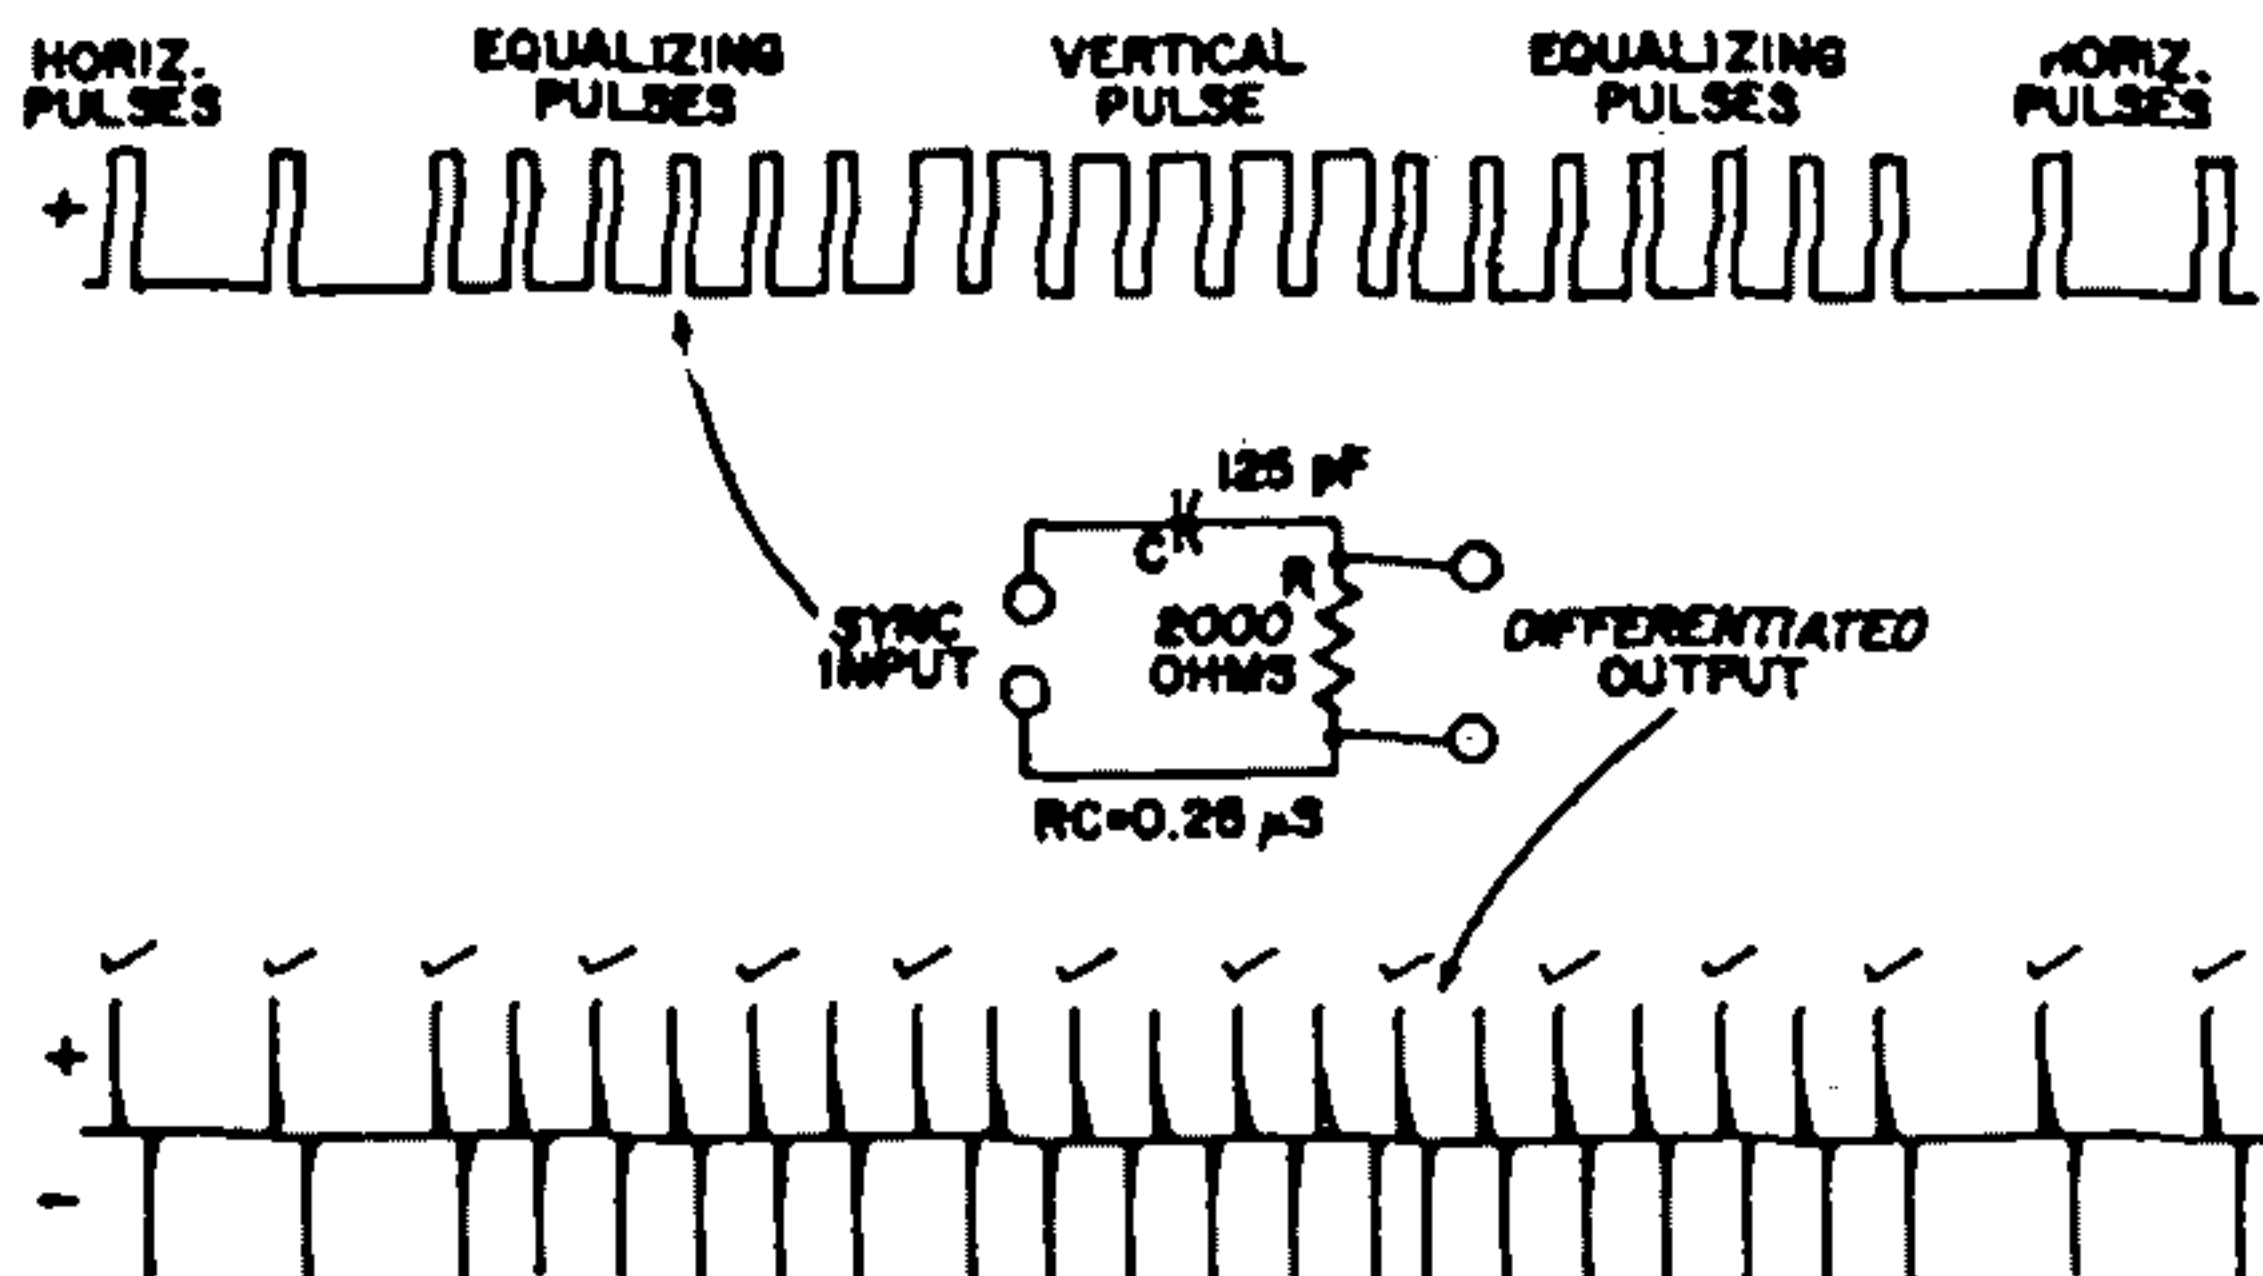 HORIZ.
PULSES
EQUALIZING
PULSES
VERTICAL
PULSE
EQUALIZING
PULSES
HORIZ.
PULSES
+
125 pF
C
R
2000
OHMS
SYNC
INPUT
DIFFERENTIATED
OUTPUT
RC=0.25 µS
+
-